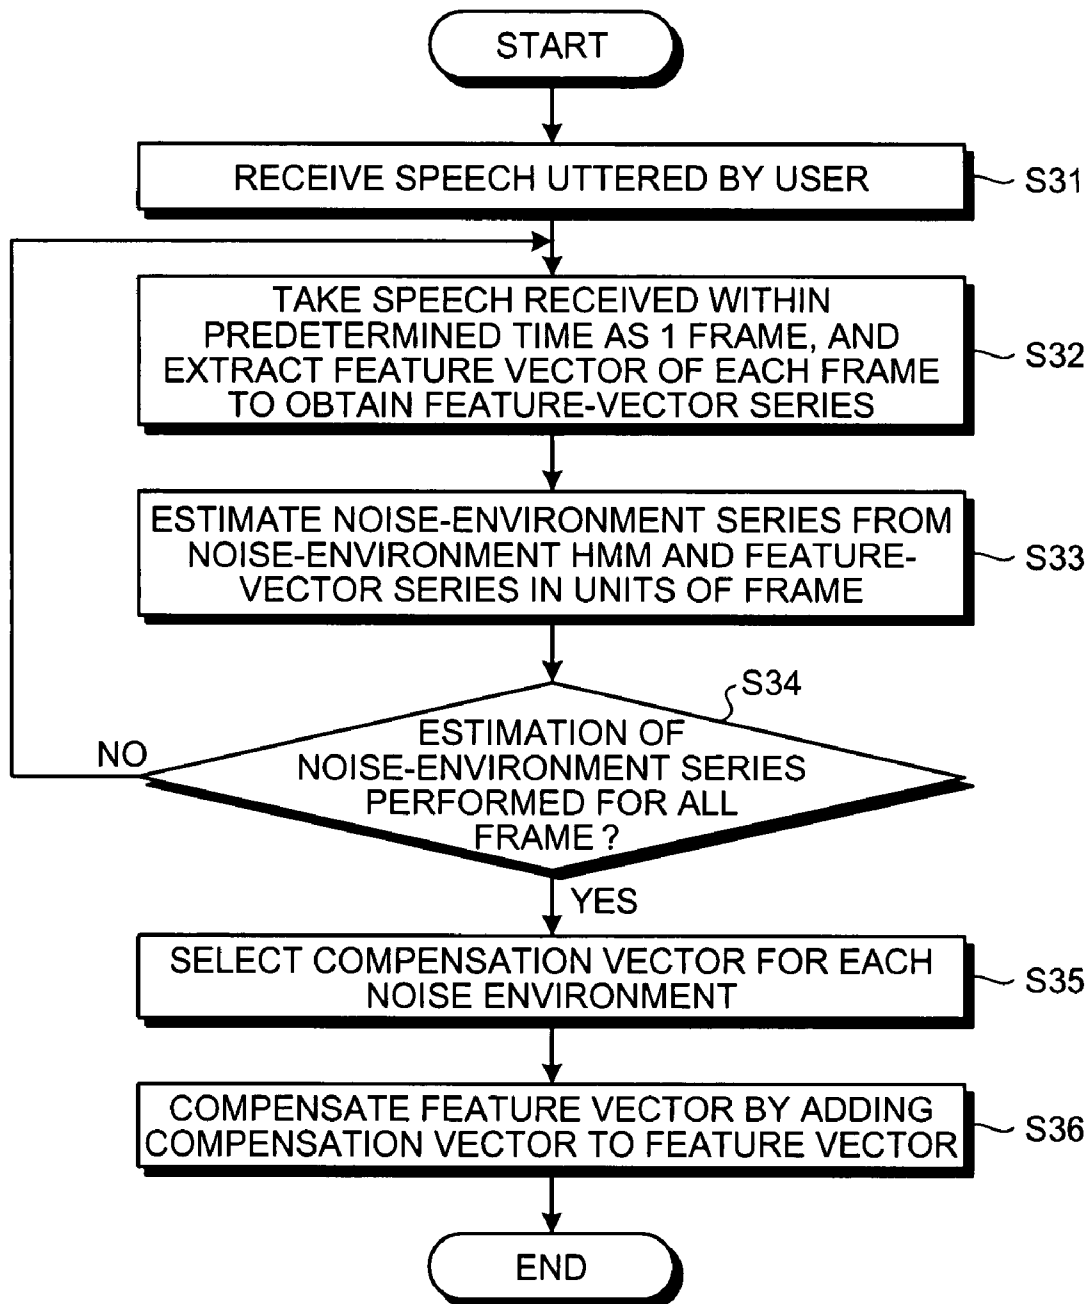 START
RECEIVE SPEECH UTTERED BY USER
S31
TAKE SPEECH RECEIVED WITHIN
PREDETERMINED TIME AS 1 FRAME, AND
EXTRACT FEATURE VECTOR OF EACH FRAME
TO OBTAIN FEATURE-VECTOR SERIES
S32
ESTIMATE NOISE-ENVIRONMENT SERIES FROM
NOISE-ENVIRONMENT HMM AND FEATURE-
VECTOR SERIES IN UNITS OF FRAME
S33
S34
ESTIMATION OF
NOISE-ENVIRONMENT SERIES
PERFORMED FOR ALL
FRAME ?
NO
YES
SELECT COMPENSATION VECTOR FOR EACH
NOISE ENVIRONMENT
S35
COMPENSATE FEATURE VECTOR BY ADDING
COMPENSATION VECTOR TO FEATURE VECTOR
S36
END